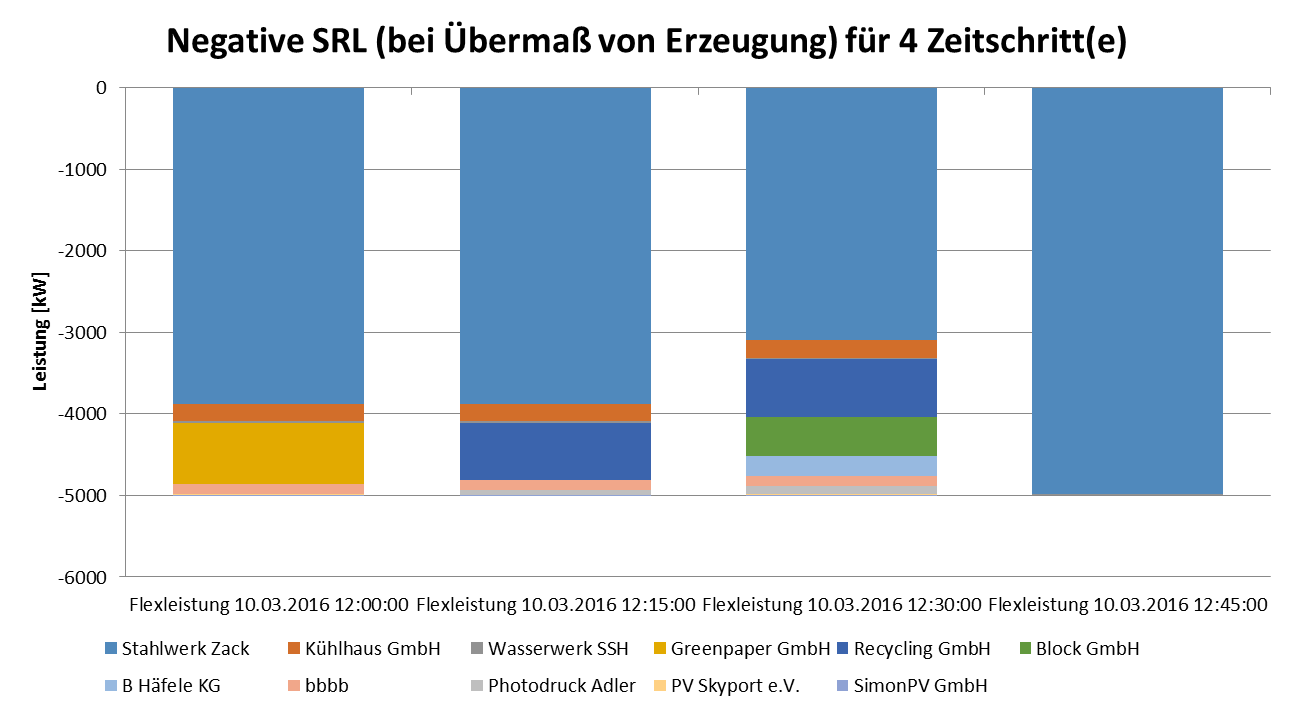 Negative SRL (bei Übermaß von Erzeugung) für 4 Zeitschritt(e)
0
-1000
-2000
-3000
-4000
-5000
-6000
Leistung [kW]
Flexleistung 10.03.2016 12:00:00 Flexleistung 10.03.2016 12:15:00 Flexleistung 10.03.2016 12:30:00 Flexleistung 10.03.2016 12:45:00
Stahlwerk Zack Kühlhaus GmbH Wasserwerk SSH Greenpaper GmbH Recycling GmbH Block GmbH
B Häfele KG bbbb Photodruck Adler PV Skyport e.V. SimonPV GmbH